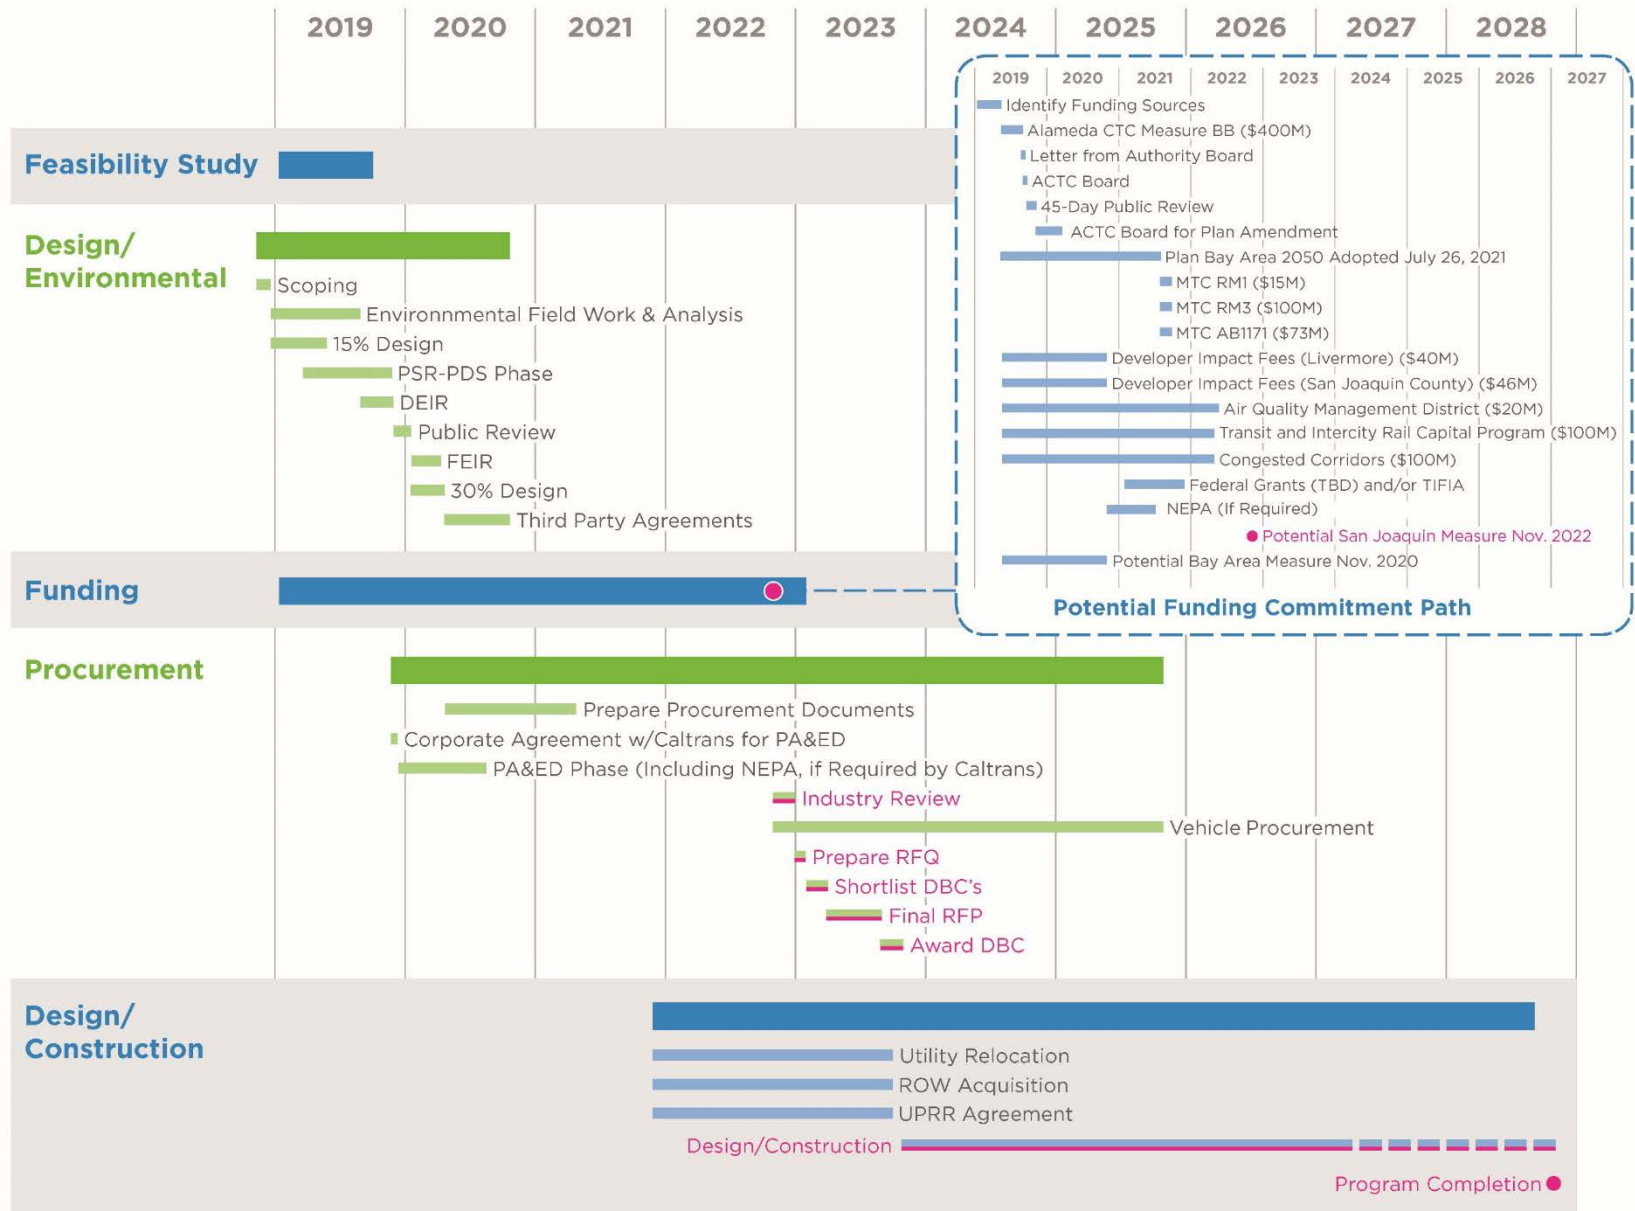 2019 2020 2021 2022 2023 2024 2025 2026 2027 2028
2019 2020 2021 2022 2023 2024 2025 2026 2027
Identify Funding Sources
Alameda CTC Measure BB ($400M)
Letter from Authority Board
ACTC Board
45-Day Public Review
ACTC Board for Plan Amendment
Plan Bay Area 2050 Adopted July 26, 2021
MTC RM1 ($15M)
MTC RM3 ($100M)
MTC AB1171 ($73M)
Developer Impact Fees (Livermore) ($40M)
Developer Impact Fees (San Joaquin County) ($46M)
Air Quality Management District ($20M)
Transit and Intercity Rail Capital Program ($100M)
Congested Corridors ($100M)
Federal Grants (TBD) and/or TIFIA
NEPA (If Required)
Potential San Joaquin Measure Nov. 2022
Potential Bay Area Measure Nov. 2020
Potential Funding Commitment Path
Feasibility Study
Design/
Environmental
Scoping
Environnmental Field Work & Analysis
15% Design
PSR-PDS Phase
DEIR
Public Review
FEIR
30% Design
Third Party Agreements
Funding
Procurement
Prepare Procurement Documents
Corporate Agreement w/Caltrans for PA&ED
PA&ED Phase (Including NEPA, if Required by Caltrans)
Industry Review
Vehicle Procurement
Prepare RFQ
Shortlist DBC's
Final RFP
Award DBC
Design/
Construction
Utility Relocation
ROW Acquisition
UPRR Agreement
Design/Construction
Program Completion